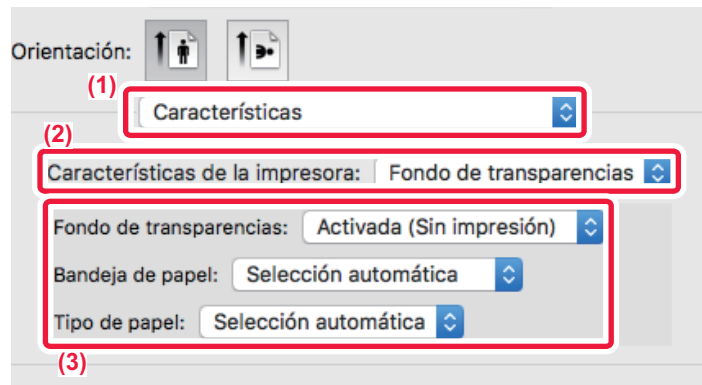 Orientación:
(1)
Características
(2)
Características de la impresora: Fondo de transparencias
Fondo de transparencias: Activada (Sin impresión)
Bandeja de papel: Selección automática
Tipo de papel: Selección automática
(3)